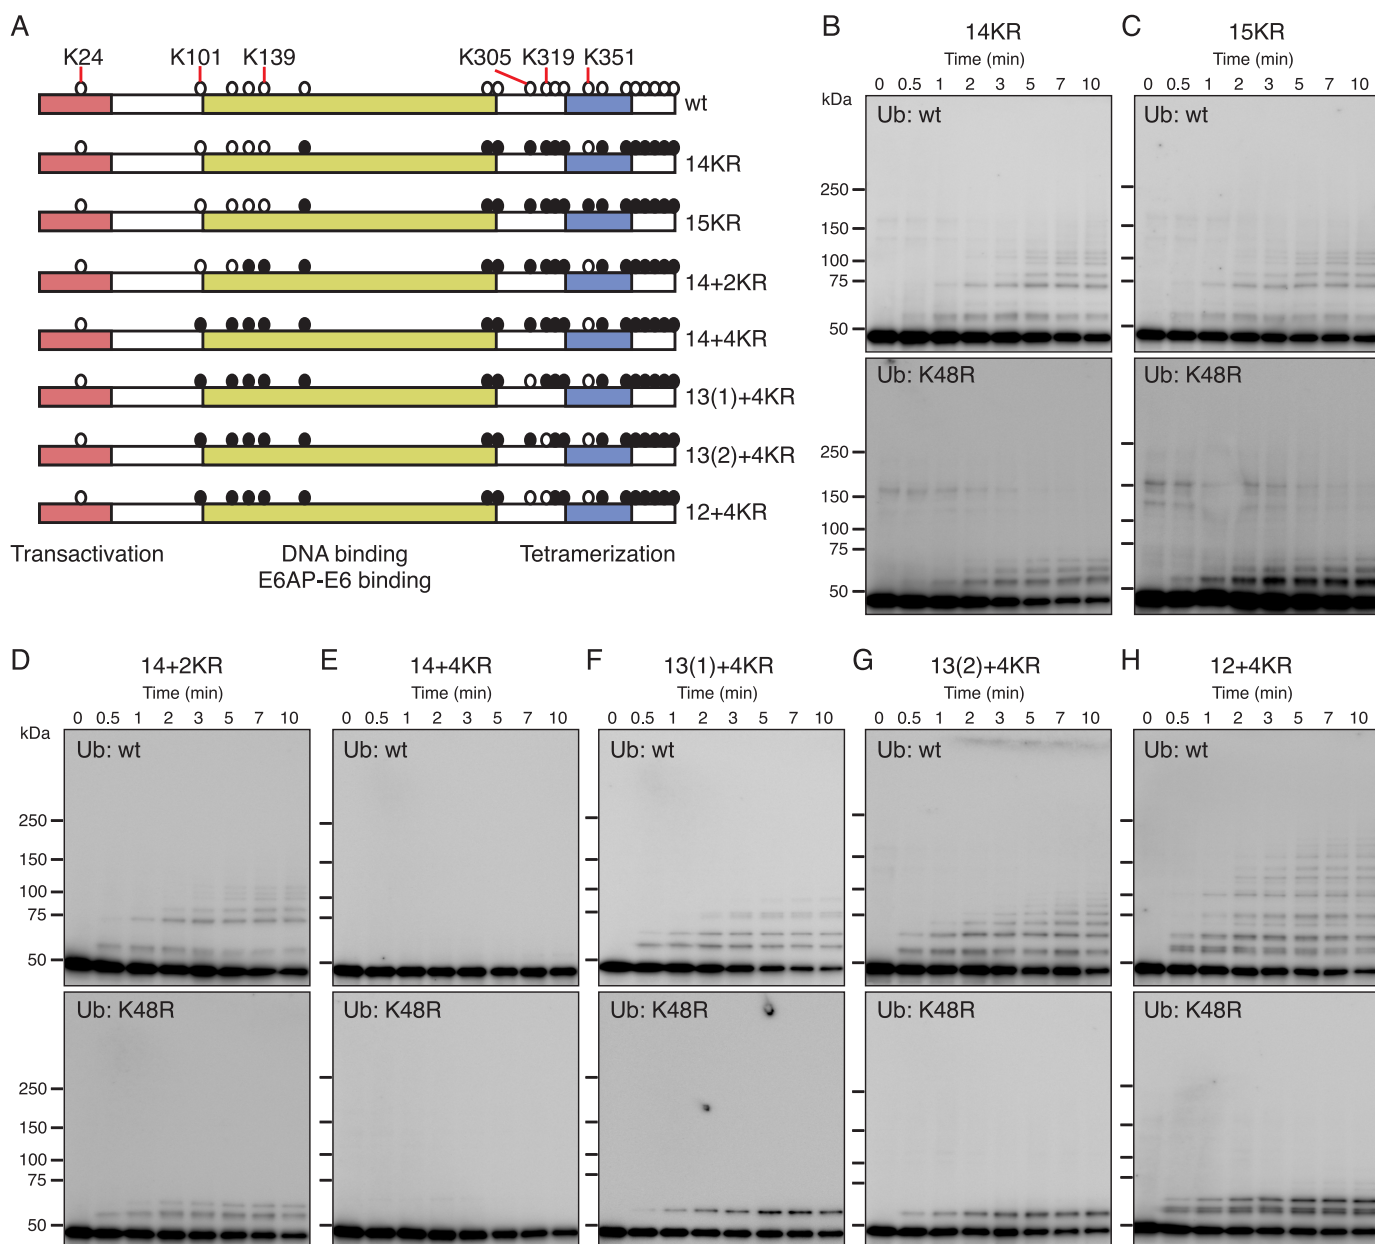 A
K24 K101 K139 K305 K319 K351
wt
14KR
15KR
14+2KR
14+4KR
13(1)+4KR
13(2)+4KR
12+4KR
Transactivation DNA binding Tetramerization
E6AP-E6 binding
B 14KR
Time (min)
0 0.5 1 2 3 5 7 10
kDa
Ub: wt
250
150
100
75
50
Ub: K48R
250
150
100
75
50
C 15KR
Time (min)
0 0.5 1 2 3 5 7 10
Ub: wt
Ub: K48R
D 14+2KR
Time (min)
0 0.5 1 2 3 5 7 10
kDa
Ub: wt
250
150
100
75
50
Ub: K48R
250
150
100
75
50
E 14+4KR
Time (min)
0 0.5 1 2 3 5 7 10
Ub: wt
Ub: K48R
F 13(1)+4KR
Time (min)
0 0.5 1 2 3 5 7 10
Ub: wt
Ub: K48R
G 13(2)+4KR
Time (min)
0 0.5 1 2 3 5 7 10
Ub: wt
Ub: K48R
H 12+4KR
Time (min)
0 0.5 1 2 3 5 7 10
Ub: wt
Ub: K48R